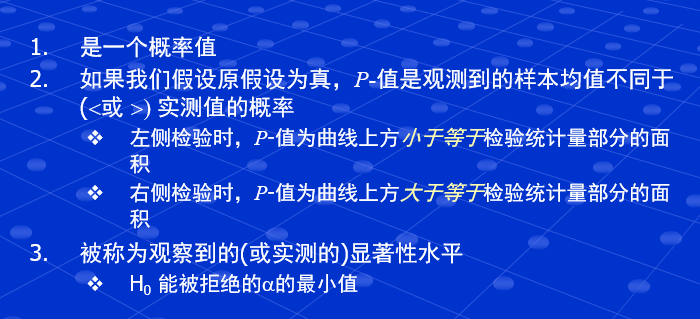 1. 是一个概率值
2. 如果我们假设原假设为真，P-值是观测到的样本均值不同于
(<或 >) 实测值的概率
❖ 左侧检验时，P-值为曲线上方小于等于检验统计量部分的面
积
❖ 右侧检验时，P-值为曲线上方大于等于检验统计量部分的面
积
3. 被称为观察到的(或实测的)显著性水平
❖ H₀ 能被拒绝的α的最小值